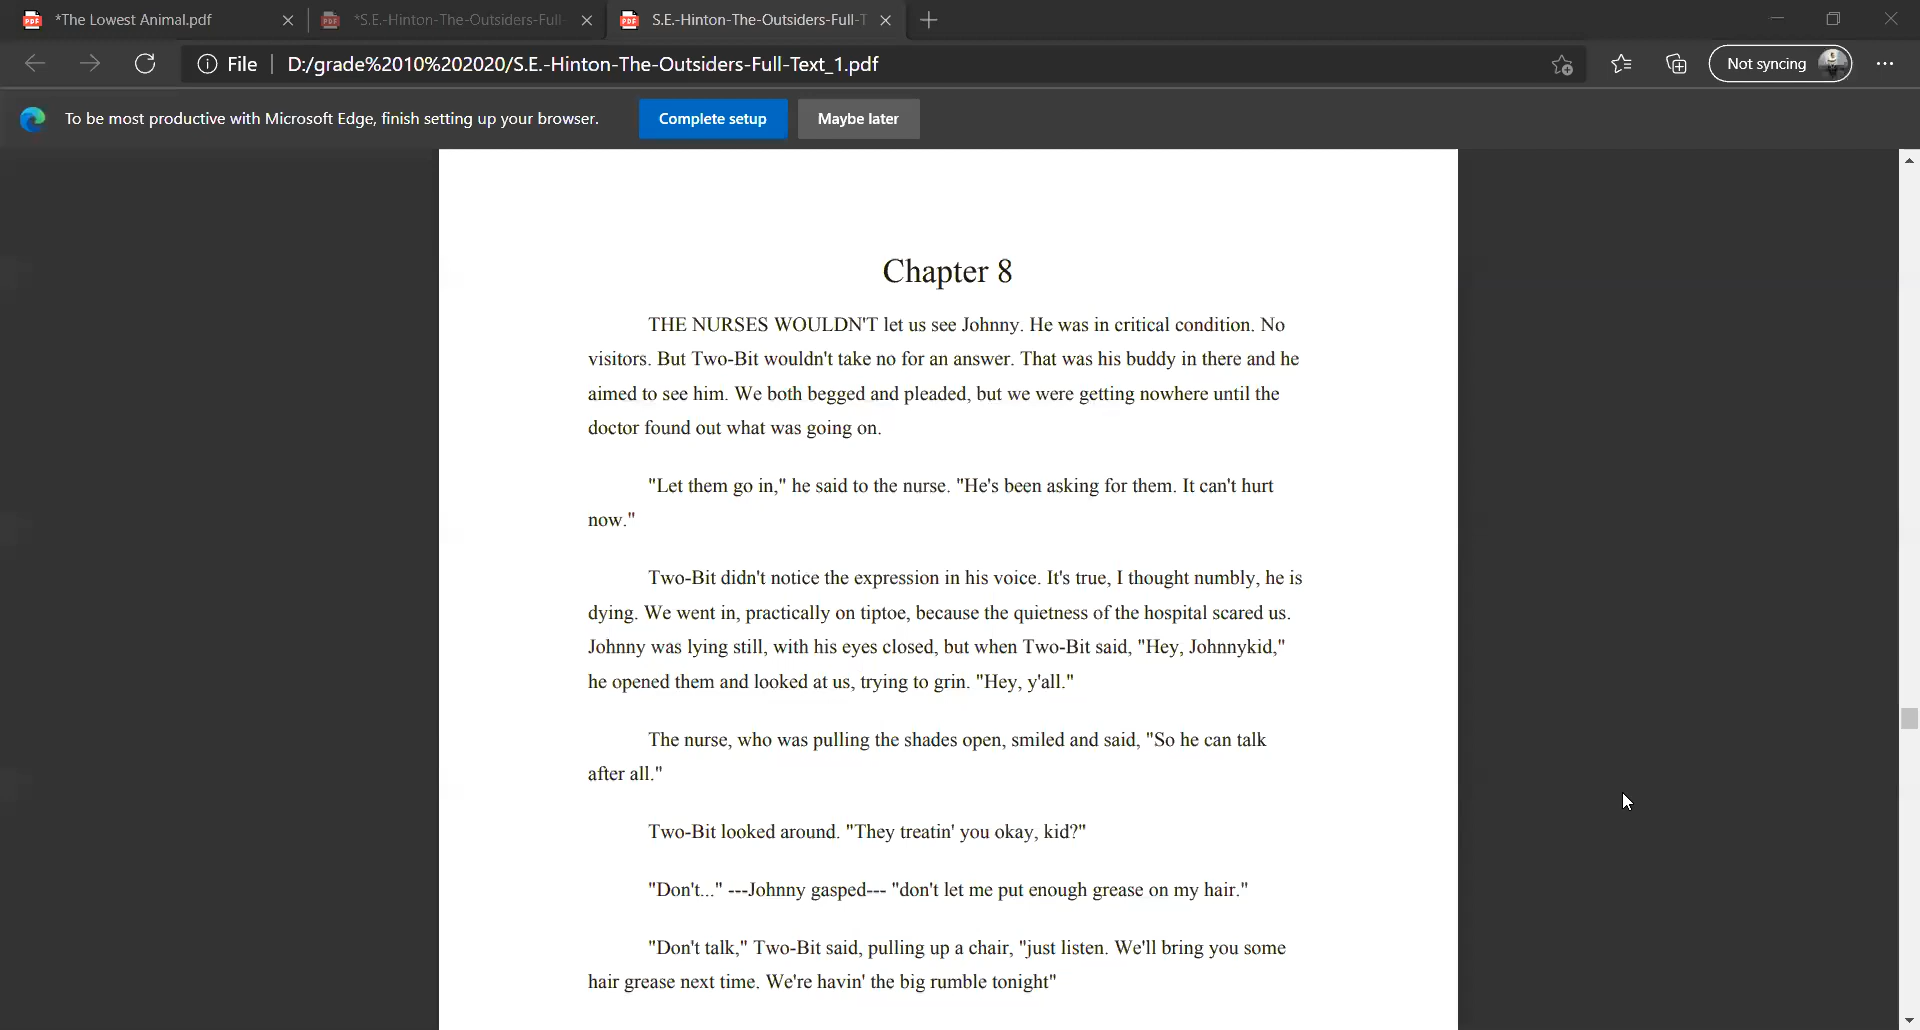 *The Lowest Animal.pdf
*S.E.-Hinton-The-Outsiders-Full-
S.E.-Hinton-The-Outsiders-Full-T
File
D:/grade%2010%202020/S.E.-Hinton-The-Outsiders-Full-Text_1.pdf
Not syncing
To be most productive with Microsoft Edge, finish setting up your browser.
Complete setup
Maybe later
Chapter 8
THE NURSES WOULDN'T let us see Johnny. He was in critical condition. No
visitors. But Two-Bit wouldn't take no for an answer. That was his buddy in there and he
aimed to see him. We both begged and pleaded, but we were getting nowhere until the
doctor found out what was going on.
"Let them go in," he said to the nurse. "He's been asking for them. It can't hurt
now."
Two-Bit didn't notice the expression in his voice. It's true, I thought numbly, he is
dying. We went in, practically on tiptoe, because the quietness of the hospital scared us.
Johnny was lying still, with his eyes closed, but when Two-Bit said, "Hey, Johnnykid,"
he opened them and looked at us, trying to grin. "Hey, y'all."
The nurse, who was pulling the shades open, smiled and said, "So he can talk
after all."
Two-Bit looked around. "They treatin' you okay, kid?"
"Don't..." ---Johnny gasped--- "don't let me put enough grease on my hair."
"Don't talk," Two-Bit said, pulling up a chair, "just listen. We'll bring you some
hair grease next time. We're havin' the big rumble tonight"